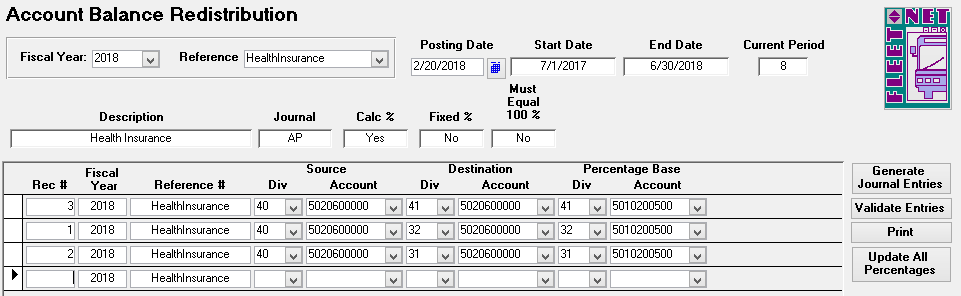 Account Balance Redistribution
Fiscal Year: 2018 Reference HealthInsurance
Posting Date Start Date End Date Current Period
2/20/2018 7/1/2017 6/30/2018 8
FLEET NET
Description Journal Calc % Fixed % Must Equal 100 %
Health Insurance AP Yes No No
Source Destination Percentage Base
Rec # Fiscal Year Reference # Div Account Div Account Div Account
3 2018 HealthInsurance 40 5020600000 41 5020600000 41 5010200500
1 2018 HealthInsurance 40 5020600000 32 5020600000 32 5010200500
2 2018 HealthInsurance 40 5020600000 31 5020600000 31 5010200500
2018 HealthInsurance
Generate
Journal Entries
Validate Entries
Print
Update All
Percentages